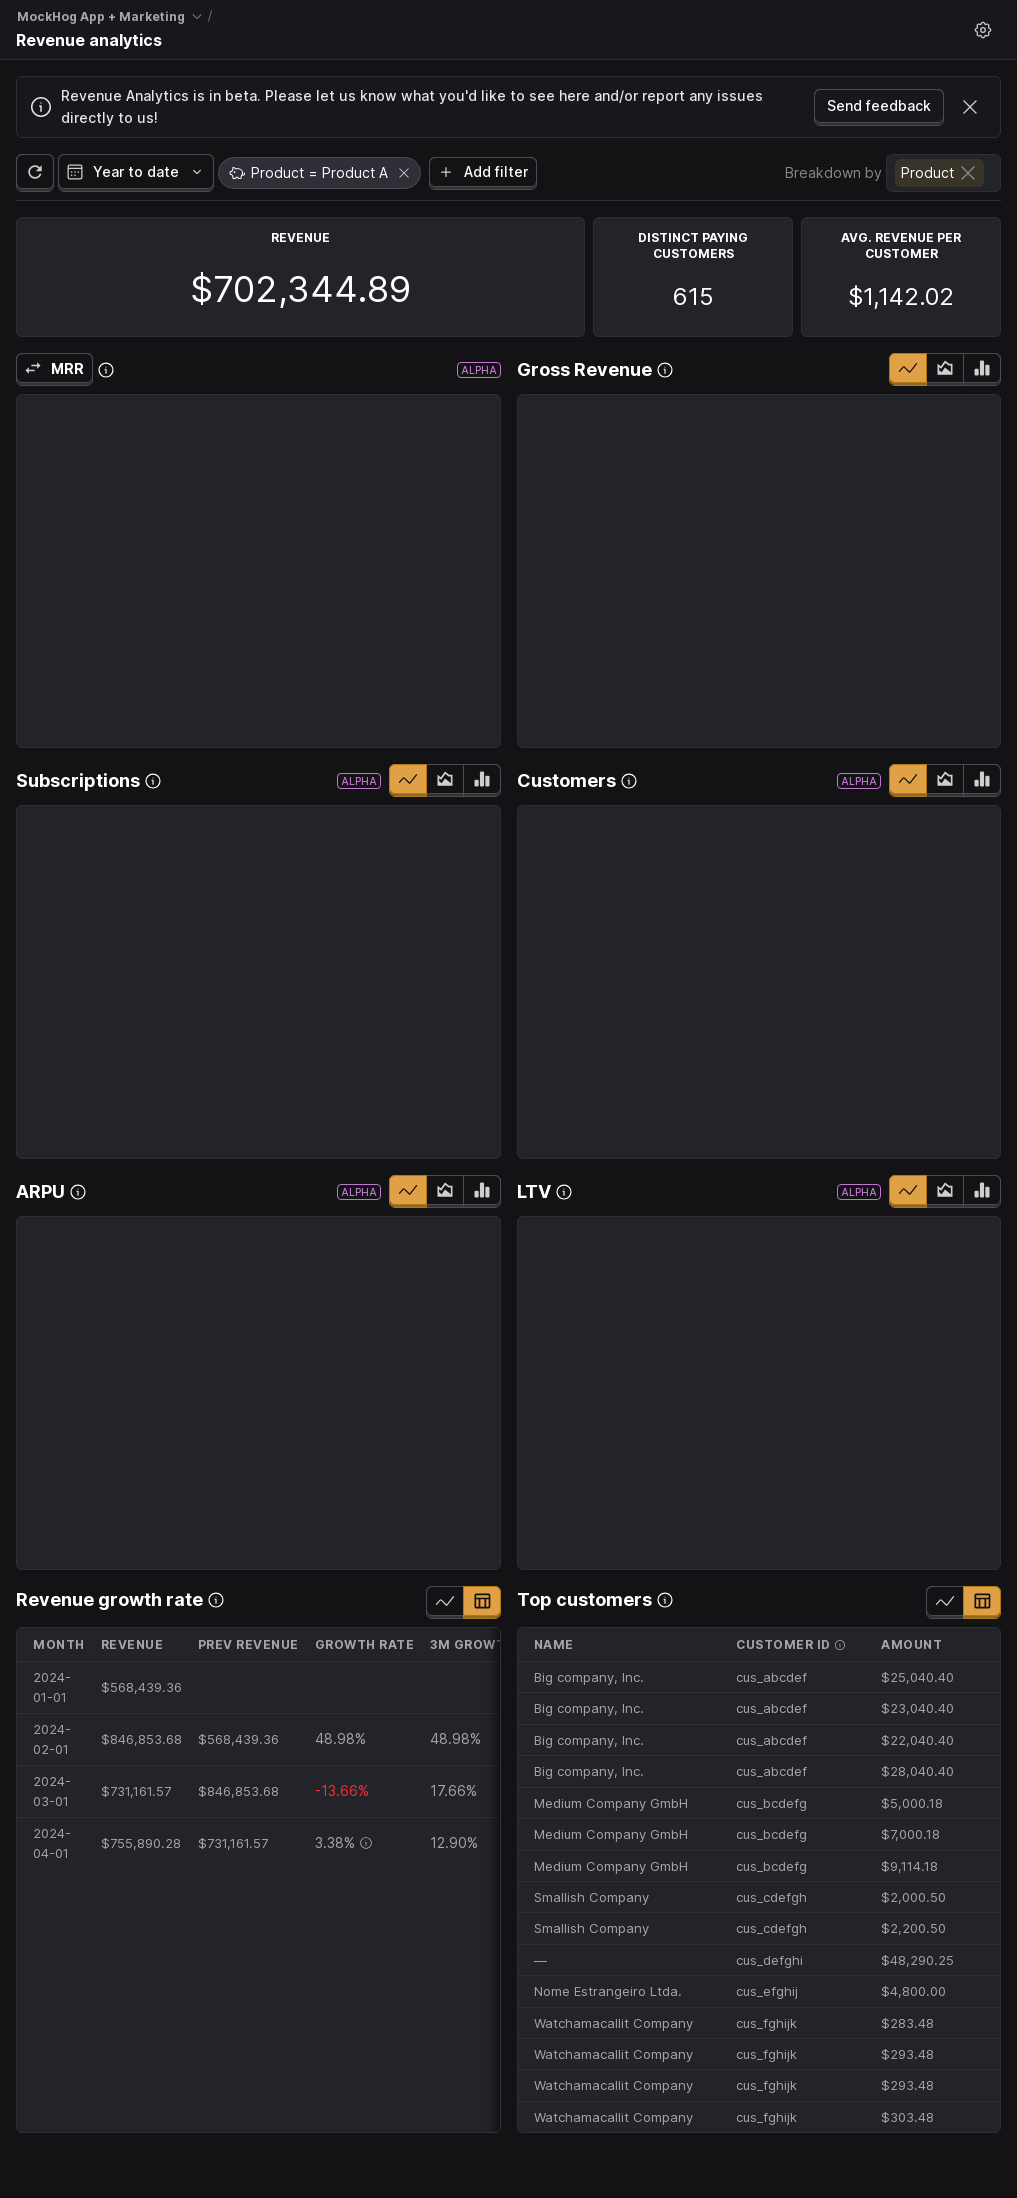 MockHog App + Marketing /
Revenue analytics
Revenue Analytics is in beta. Please let us know what you'd like to see here and/or report any issues
directly to us!
Send feedback
Year to date
Product = Product A
Add filter
Breakdown by
Product
REVENUE
$702,344.89
DISTINCT PAYING
CUSTOMERS
615
AVG. REVENUE PER
CUSTOMER
$1,142.02
MRR
ALPHA
Gross Revenue
Subscriptions
ALPHA
Customers
ALPHA
ARPU
ALPHA
LTV
ALPHA
Revenue growth rate
MONTH REVENUE PREV REVENUE GROWTH RATE 3M GROWT
2024-
01-01
$568,439.36
2024-
02-01
$846,853.68 $568,439.36 48.98% 48.98%
2024-
03-01
$731,161.57 $846,853.68 -13.66% 17.66%
2024-
04-01
$755,890.28 $731,161.57 3.38% 12.90%
Top customers
NAME CUSTOMER ID AMOUNT
Big company, Inc. cus_abcdef $25,040.40
Big company, Inc. cus_abcdef $23,040.40
Big company, Inc. cus_abcdef $22,040.40
Big company, Inc. cus_abcdef $28,040.40
Medium Company GmbH cus_bcdefg $5,000.18
Medium Company GmbH cus_bcdefg $7,000.18
Medium Company GmbH cus_bcdefg $9,114.18
Smallish Company cus_cdefgh $2,000.50
Smallish Company cus_cdefgh $2,200.50
— cus_defghi $48,290.25
Nome Estrangeiro Ltda. cus_efghij $4,800.00
Watchamacallit Company cus_fghijk $283.48
Watchamacallit Company cus_fghijk $293.48
Watchamacallit Company cus_fghijk $293.48
Watchamacallit Company cus_fghijk $303.48